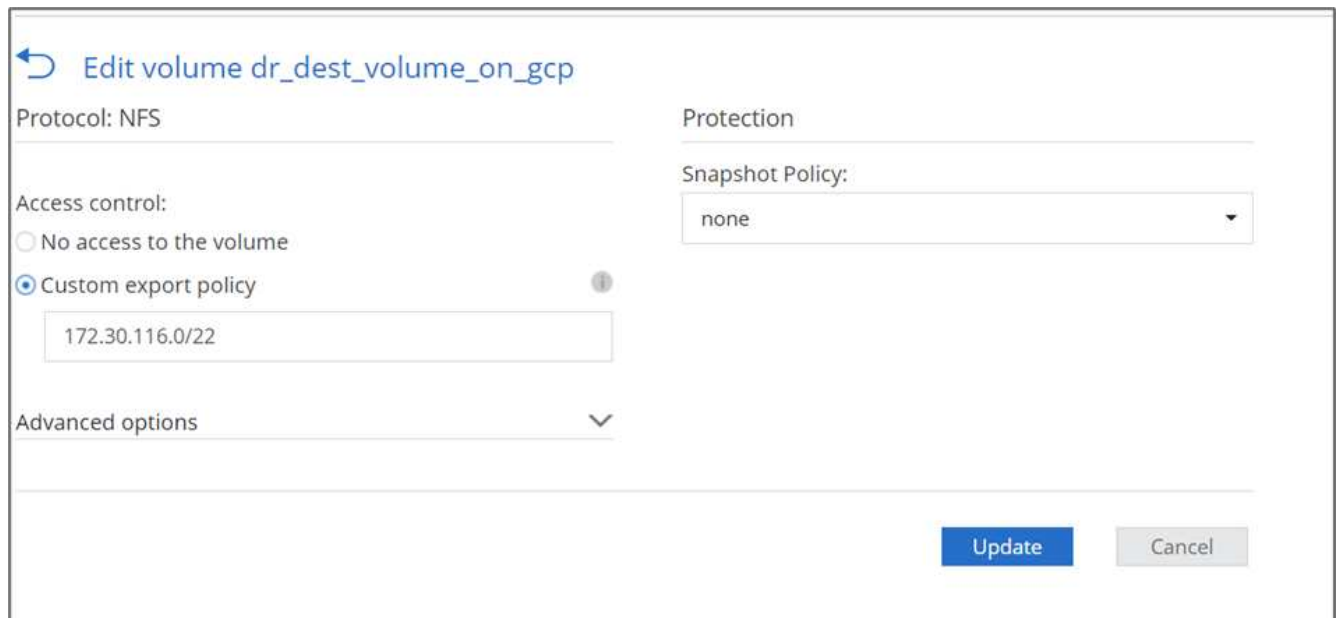 Edit volume dr_dest_volume_on_gcp
Protocol: NFS
Access control:
No access to the volume
Custom export policy
172.30.116.0/22
Advanced options
Protection
Snapshot Policy:
none
Update
Cancel